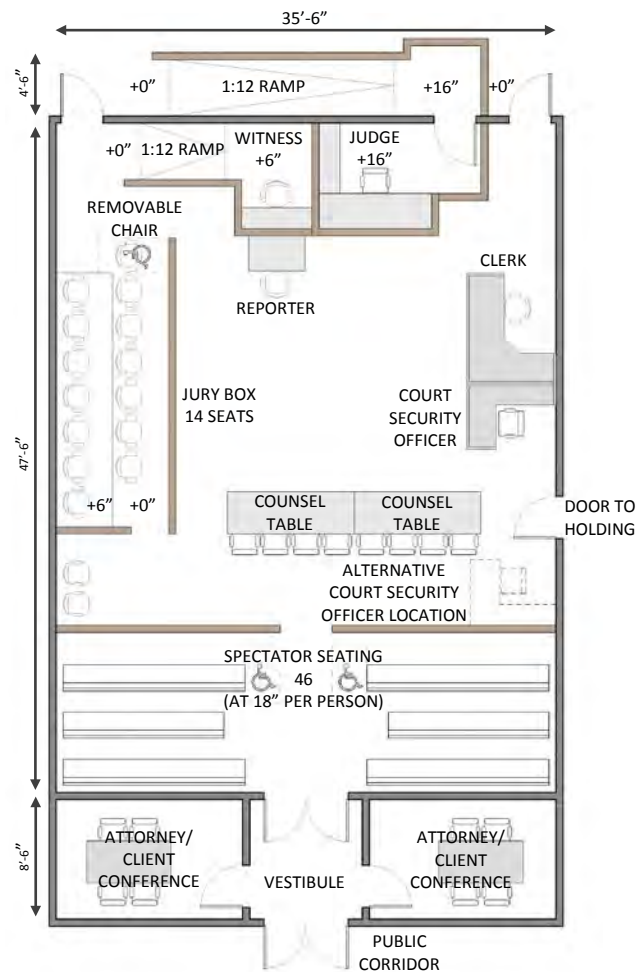 35'-6"
4'-6"
+0"
1:12 RAMP
+16"
+0"
+0"
1:12 RAMP
WITNESS
+6"
JUDGE
+16"
REMOVABLE
CHAIR
REPORTER
CLERK
JURY BOX
14 SEATS
COURT
SECURITY
OFFICER
47'-6"
+6"
+0"
COUNSEL
TABLE
COUNSEL
TABLE
DOOR TO
HOLDING
ALTERNATIVE
COURT SECURITY
OFFICER LOCATION
SPECTATOR SEATING
46
(AT 18" PER PERSON)
8'-6"
ATTORNEY/
CLIENT
CONFERENCE
VESTIBULE
ATTORNEY/
CLIENT
CONFERENCE
PUBLIC
CORRIDOR